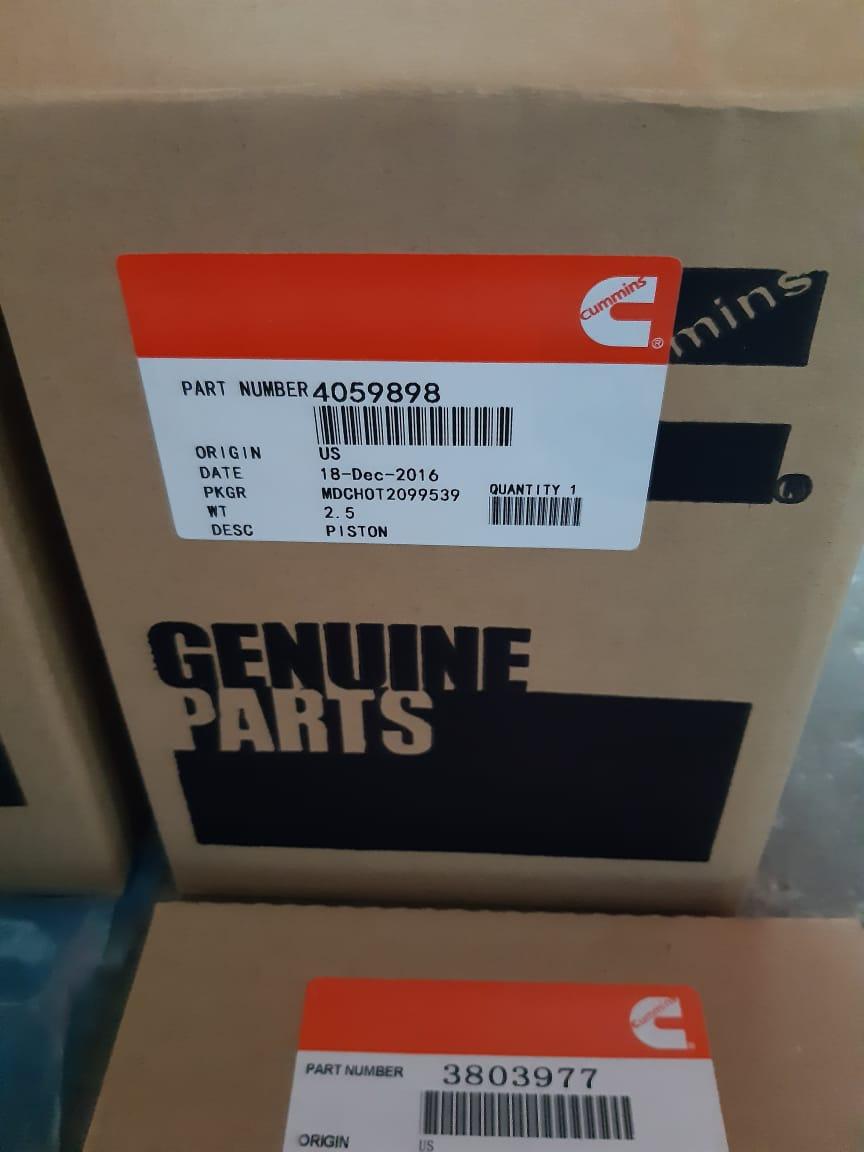 cummins
®
mins
PART NUMBER 4059898
ORIGIN US
DATE 18-Dec-2016
PKGR MDCHOT2099539 QUANTITY 1
WT 2.5
DESC PISTON
GENUINE
PARTS
Cummins
PART NUMBER 3803977
ORIGIN US